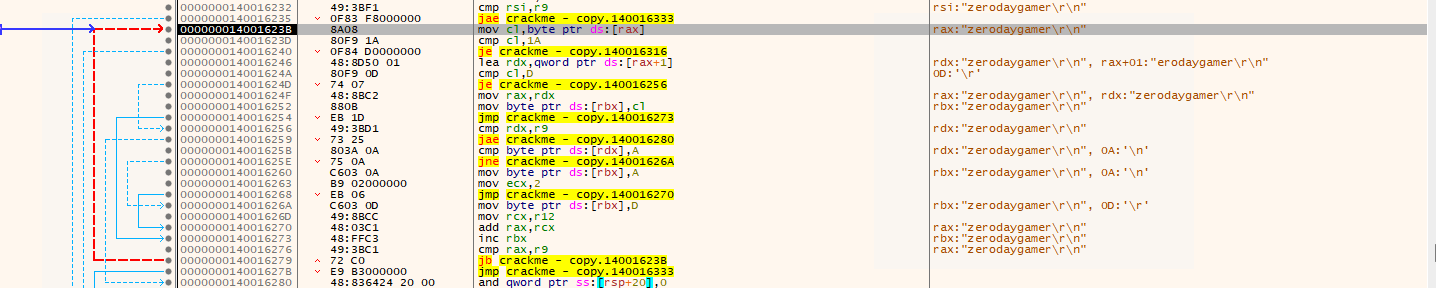 0000000140016232 49:3BF1 cmp rsi,r9 rsi:"zerodaygamer\r\n"
0000000140016235 0F83 F8000000 jae crackme - copy.140016333
000000014001623B 8A08 mov cl,byte ptr ds:[rax] rax:"zerodaygamer\r\n"
000000014001623D 80F9 1A cmp cl,1A
0000000140016240 0F84 D0000000 je crackme - copy.140016316
0000000140016246 48:8D50 01 lea rdx,qword ptr ds:[rax+1] rdx:"zerodaygamer\r\n", rax+01:"erodaygamer\r\n"
000000014001624A 80F9 0D cmp cl,D 0D:'\r'
000000014001624D 74 07 je crackme - copy.140016256
000000014001624F 48:8BC2 mov rax,rdx rax:"zerodaygamer\r\n", rdx:"zerodaygamer\r\n"
0000000140016252 880B mov byte ptr ds:[rbx],cl rbx:"zerodaygamer\r\n"
0000000140016254 EB 1D jmp crackme - copy.140016273
0000000140016256 49:3BD1 cmp rdx,r9 rdx:"zerodaygamer\r\n"
0000000140016259 73 25 jae crackme - copy.140016280
000000014001625B 803A 0A cmp byte ptr ds:[rdx],A rdx:"zerodaygamer\r\n", 0A:'\n'
000000014001625E 75 0A jne crackme - copy.14001626A
0000000140016260 C603 0A mov byte ptr ds:[rbx],A rbx:"zerodaygamer\r\n", 0A:'\n'
0000000140016263 B9 02000000 mov ecx,2
0000000140016268 EB 06 jmp crackme - copy.140016270
000000014001626A C603 0D mov byte ptr ds:[rbx],D rbx:"zerodaygamer\r\n", 0D:'\r'
000000014001626D 49:8BCC mov rcx,r12
0000000140016270 48:03C1 add rax,rcx rax:"zerodaygamer\r\n"
0000000140016273 48:FFC3 inc rbx rbx:"zerodaygamer\r\n"
0000000140016276 49:3BC1 cmp rax,r9 rax:"zerodaygamer\r\n"
0000000140016279 72 C0 jb crackme - copy.14001623B
000000014001627B E9 B3000000 jmp crackme - copy.140016333
0000000140016280 48:836424 20 00 and qword ptr ss:[rsp+20],0